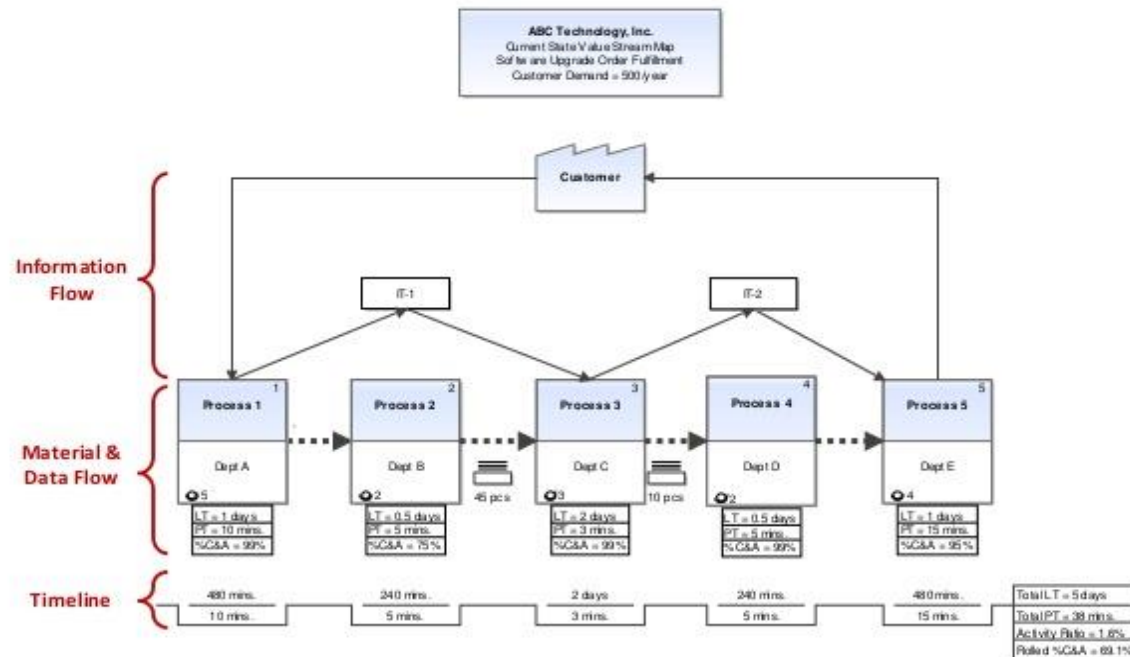 ABC Technology, Inc.
Current State Value Stream Map
Software Upgrade Order Fulfillment
Customer Demand = 500/year
Customer
Information
Flow
IT-1
IT-2
1
2
3
4
5
Process 1
Process 2
Process 3
Process 4
Process 5
Material &
Data Flow
Dept A
Dept B
Dept C
Dept D
Dept E
5
2
45 pcs
3
10 pcs
2
4
LT = 1 days
PT = 10 mins.
%C&A = 99%
LT = 0.5 days
PT = 5 mins.
%C&A = 75%
LT = 2 days
PT = 3 mins.
%C&A = 99%
LT = 0.5 days
PT = 5 mins.
%C&A = 99%
LT = 1 days
PT = 15 mins.
%C&A = 95%
Timeline
480 mins.
10 mins.
240 mins.
5 mins.
2 days
3 mins.
240 mins.
5 mins.
480 mins.
15 mins.
Total LT = 5 days
Total PT = 38 mins.
Activity Ratio = 1.6%
Rolled %C&A = 69.1%